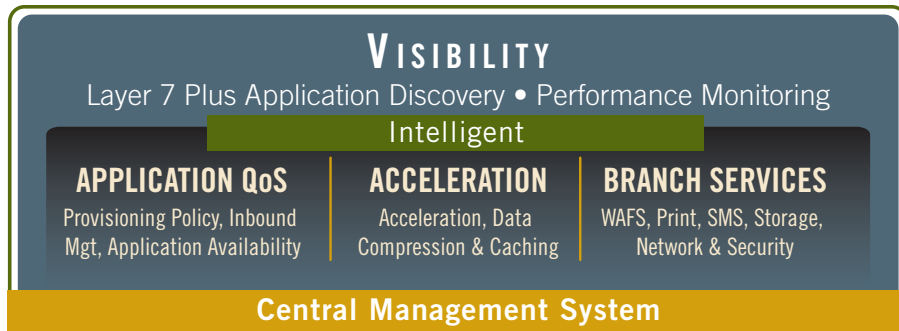 VISIBILITY
Layer 7 Plus Application Discovery • Performance Monitoring
Intelligent
APPLICATION QoS
Provisioning Policy, Inbound
Mgt, Application Availability
ACCELERATION
Acceleration, Data
Compression & Caching
BRANCH SERVICES
WAFS, Print, SMS, Storage,
Network & Security
Central Management System